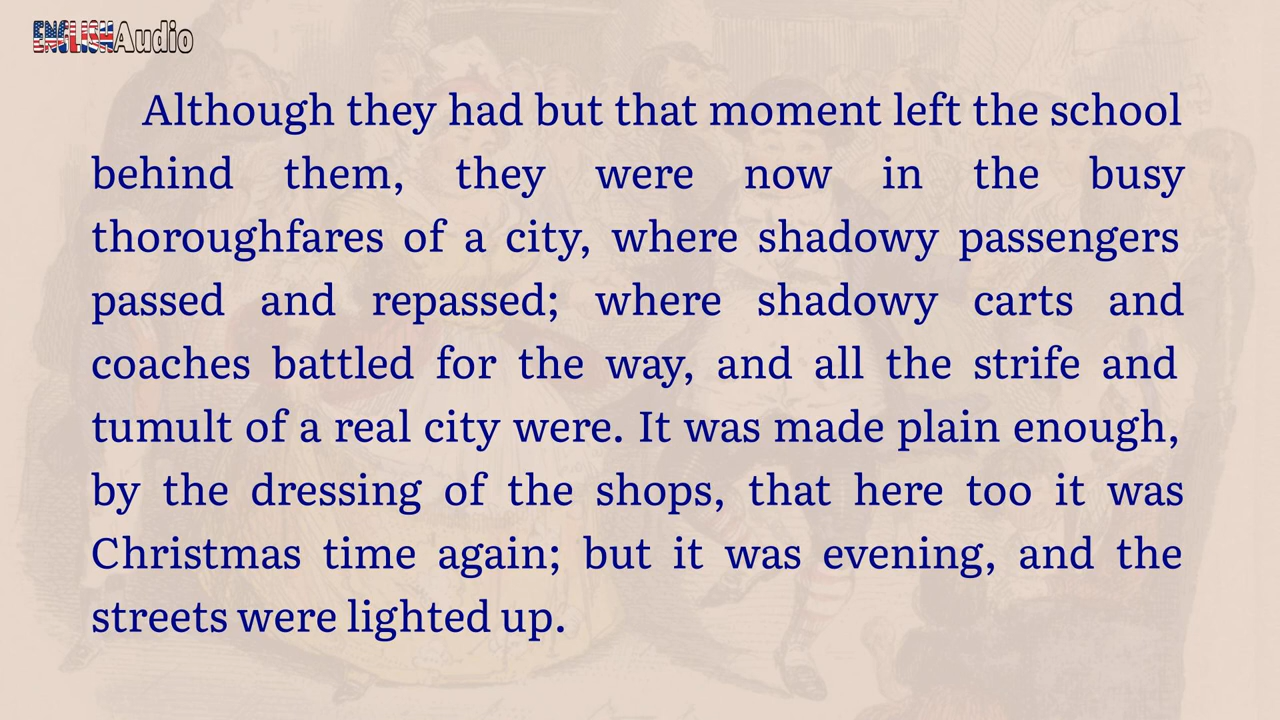 ENGLISHAudio
Although they had but that moment left the school
behind them, they were now in the busy
thoroughfares of a city, where shadowy passengers
passed and repassed; where shadowy carts and
coaches battled for the way, and all the strife and
tumult of a real city were. It was made plain enough,
by the dressing of the shops, that here too it was
Christmas time again; but it was evening, and the
streets were lighted up.